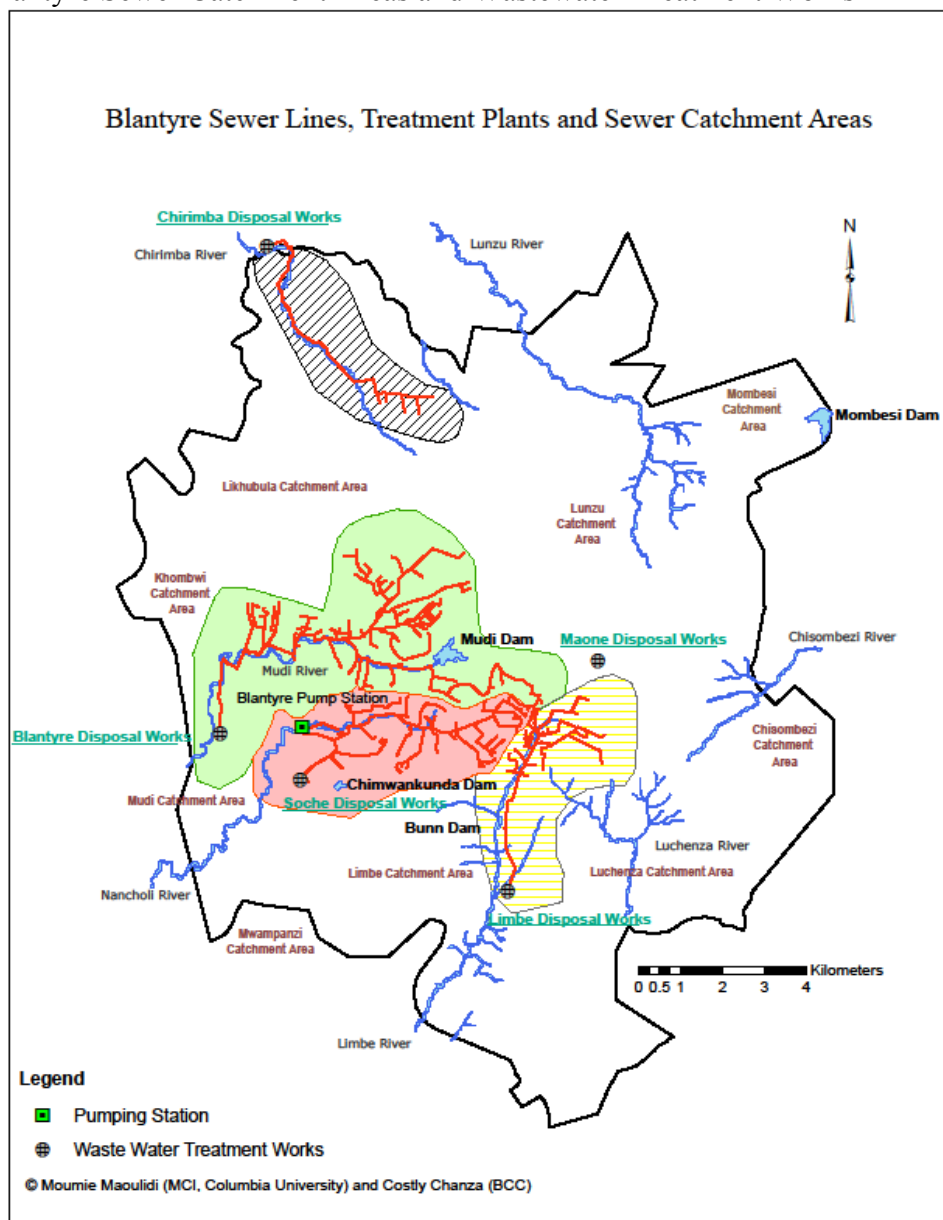 Blantyre Sewer Lines, Treatment Plants and Sewer Catchment Areas
Chirimba Disposal Works
Chirimba River
Lunzu River
N
Mombesi
Catchment
Area
Mombesi Dam
Likhubula Catchment Area
Lunzu
Catchment
Area
Khombwi
Catchment
Area
Mudi Dam
Maone Disposal Works
Chisombezi River
Mudi River
Blantyre Pump Station
Blantyre Disposal Works
Chisombezi
Catchment
Area
Mudi Catchment Area
Chimwankunda Dam
Soche Disposal Works
Bunn Dam
Luchenza River
Limbe Catchment Area
Luchenza Catchment Area
Nancholi River
Limbe Disposal Works
Mwampanzi
Catchment Area
Kilometers
0 0.5 1 2 3 4
Limbe River
Legend
Pumping Station
Waste Water Treatment Works
© Moumie Maoulidi (MCI, Columbia University) and Costly Chanza (BCC)